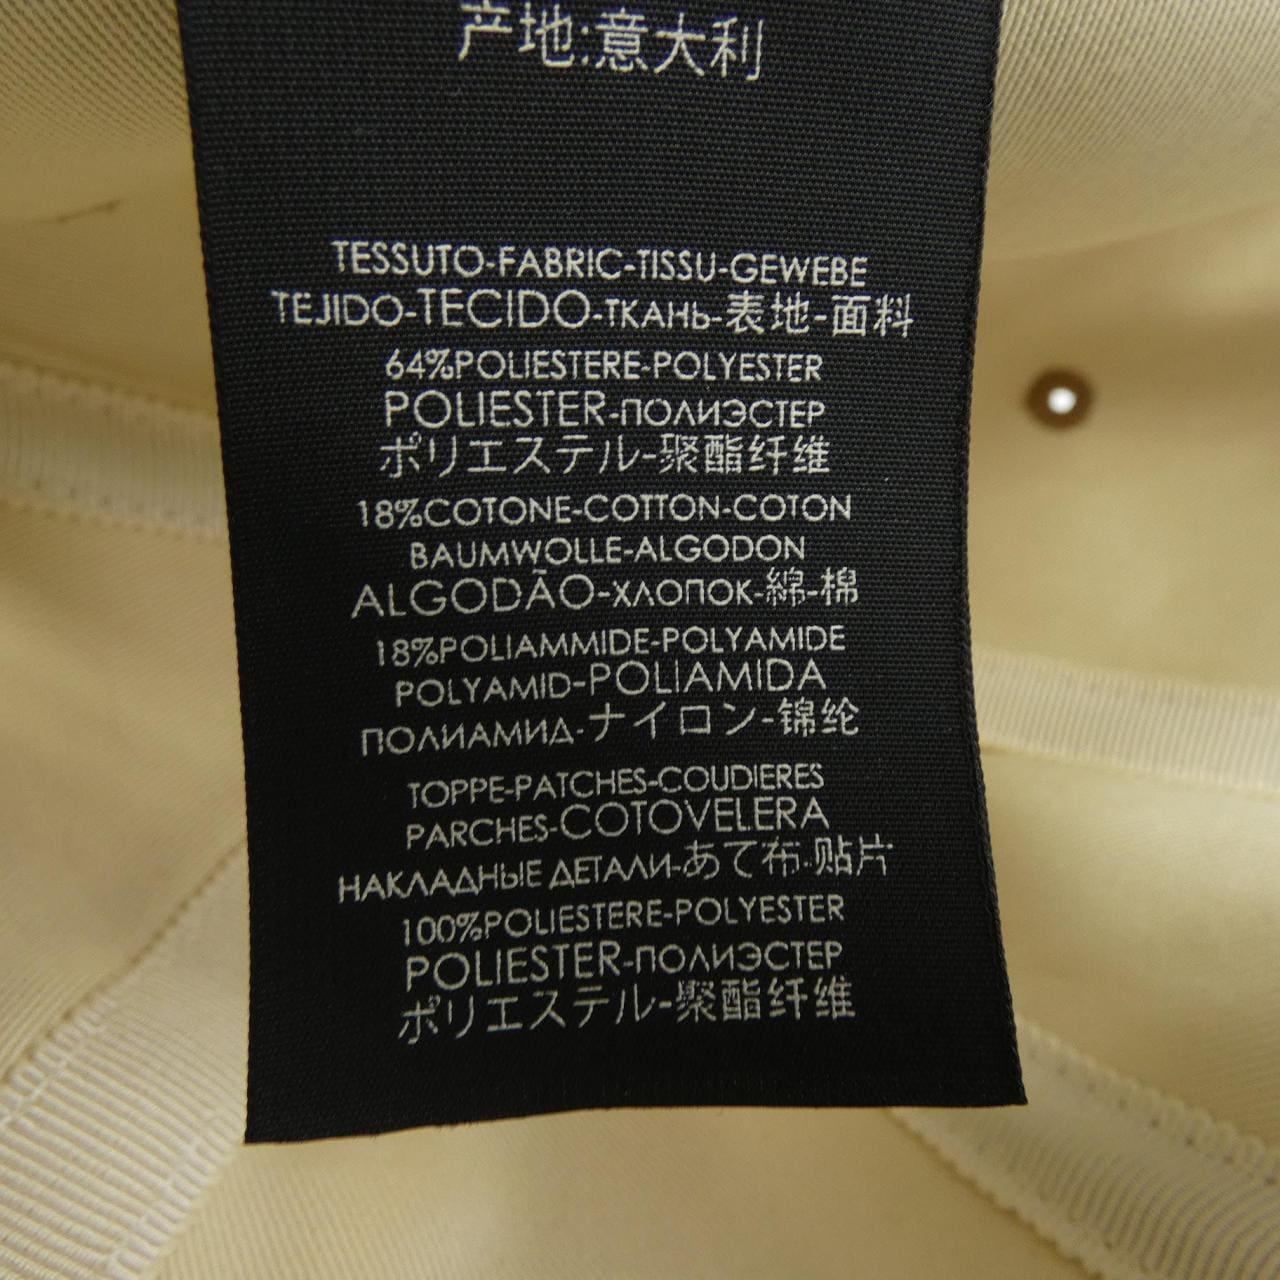 产地:意大利
TESSUTO-FABRIC-TISSU-GEWEBE
TEJIDO-TECIDO-ТКАНЬ-表地-面料
64%POLIESTERE-POLYESTER
POLIESTER-ПОЛИЭСТЕР
ポリエステル-聚酯纤维
18%COTONE-COTTON-COTON
BAUMWOLLE-ALGODON
ALGODÃO-ХЛОПОК-綿-棉
18%POLIAMMIDE-POLYAMIDE
POLYAMID-POLIAMIDA
ПОЛИАМИД-ナイロン-锦纶
TOPPE-PATCHES-COUDIERES
PARCHES-COTOVELERA
НАКЛАДНЫЕ ДЕТАЛИ-あて布-贴片
100%POLIESTERE-POLYESTER
POLIESTER-ПОЛИЭСТЕР
ポリエステル-聚酯纤维